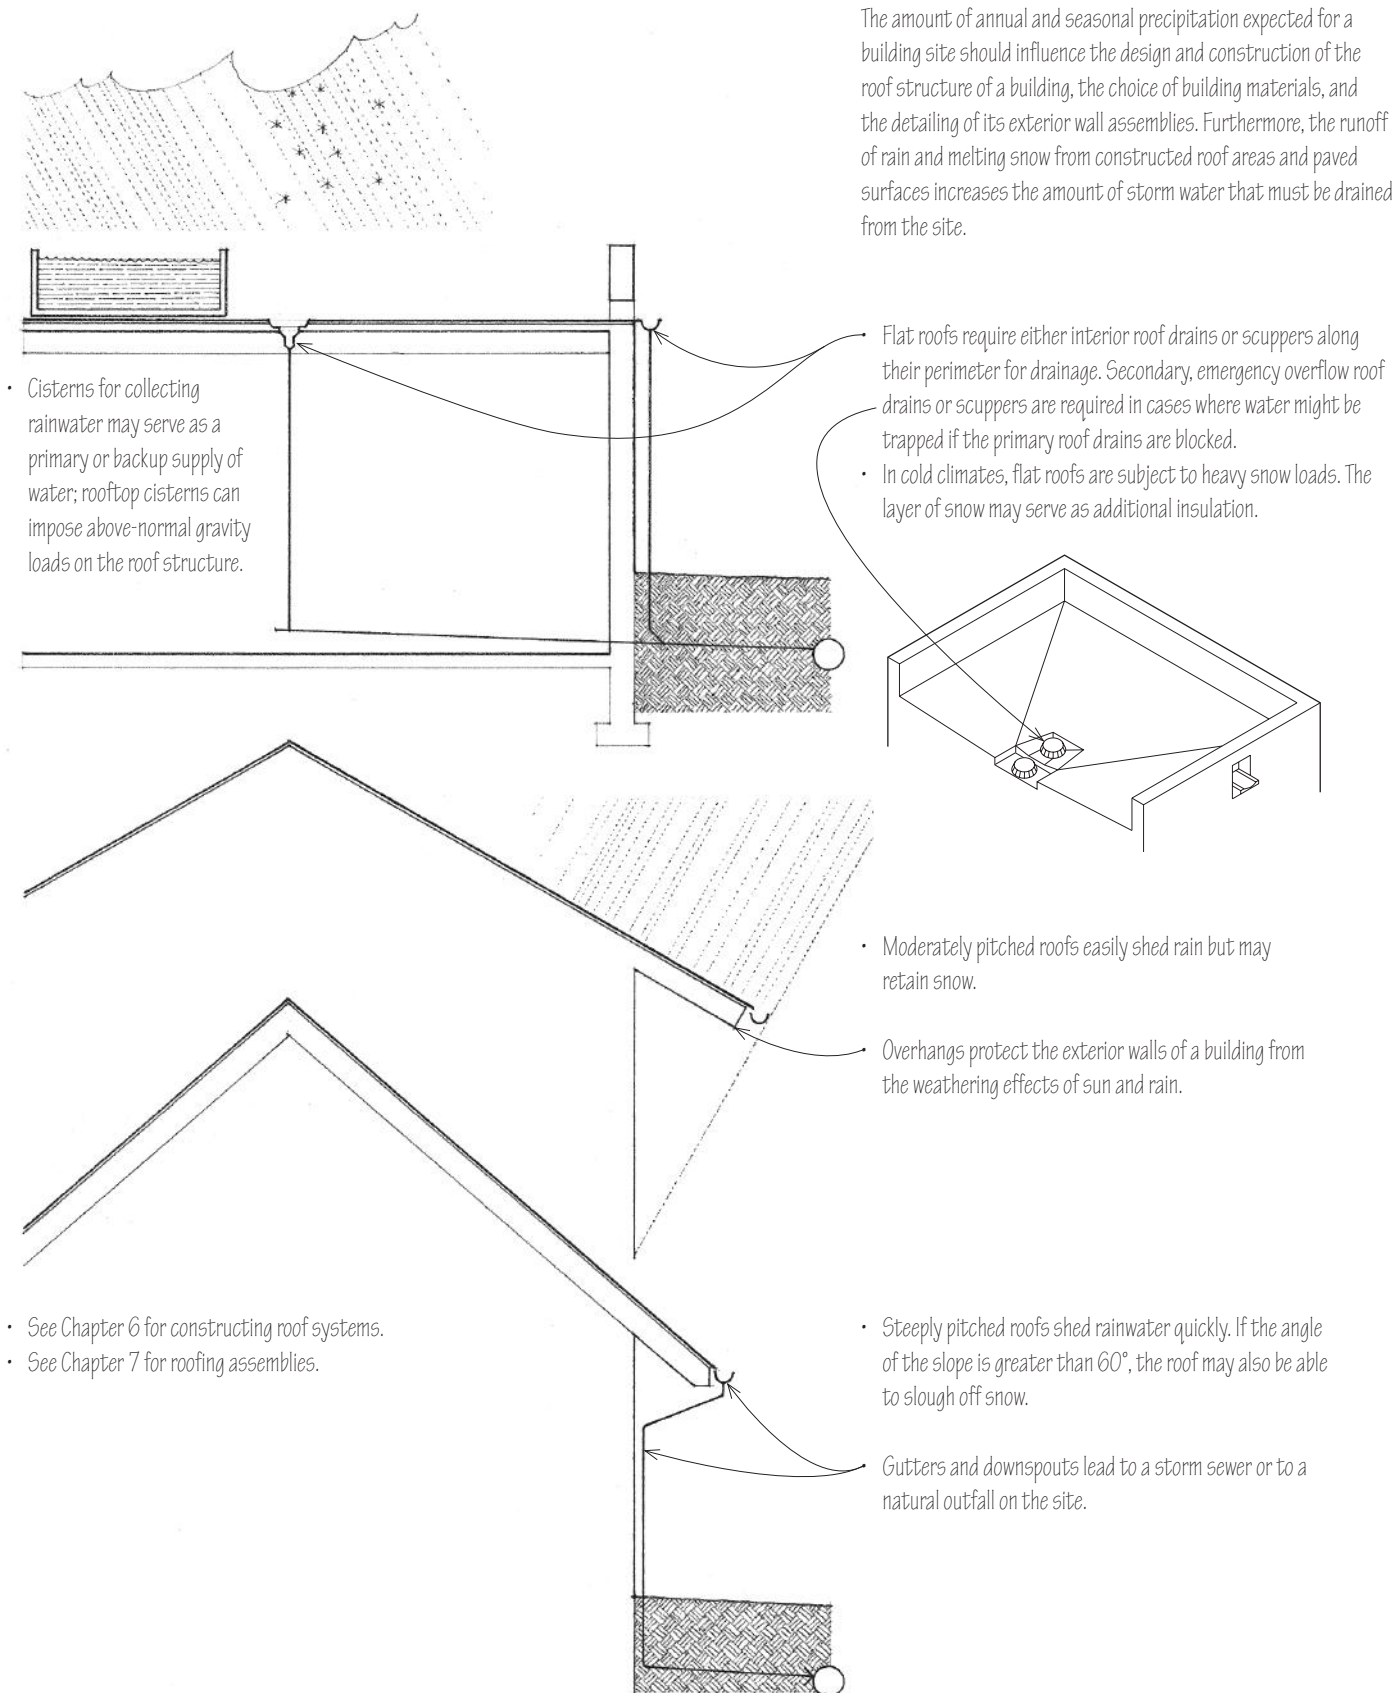 The amount of annual and seasonal precipitation expected for a
building site should influence the design and construction of the
roof structure of a building, the choice of building materials, and
the detailing of its exterior wall assemblies. Furthermore, the runoff
of rain and melting snow from constructed roof areas and paved
surfaces increases the amount of storm water that must be drained
from the site.
• Flat roofs require either interior roof drains or scuppers along
their perimeter for drainage. Secondary, emergency overflow roof
drains or scuppers are required in cases where water might be
trapped if the primary roof drains are blocked.
• In cold climates, flat roofs are subject to heavy snow loads. The
layer of snow may serve as additional insulation.
• Cisterns for collecting
rainwater may serve as a
primary or backup supply of
water; rooftop cisterns can
impose above-normal gravity
loads on the roof structure.
• Moderately pitched roofs easily shed rain but may
retain snow.
• Overhangs protect the exterior walls of a building from
the weathering effects of sun and rain.
• See Chapter 6 for constructing roof systems.
• See Chapter 7 for roofing assemblies.
• Steeply pitched roofs shed rainwater quickly. If the angle
of the slope is greater than 60°, the roof may also be able
to slough off snow.
• Gutters and downspouts lead to a storm sewer or to a
natural outfall on the site.